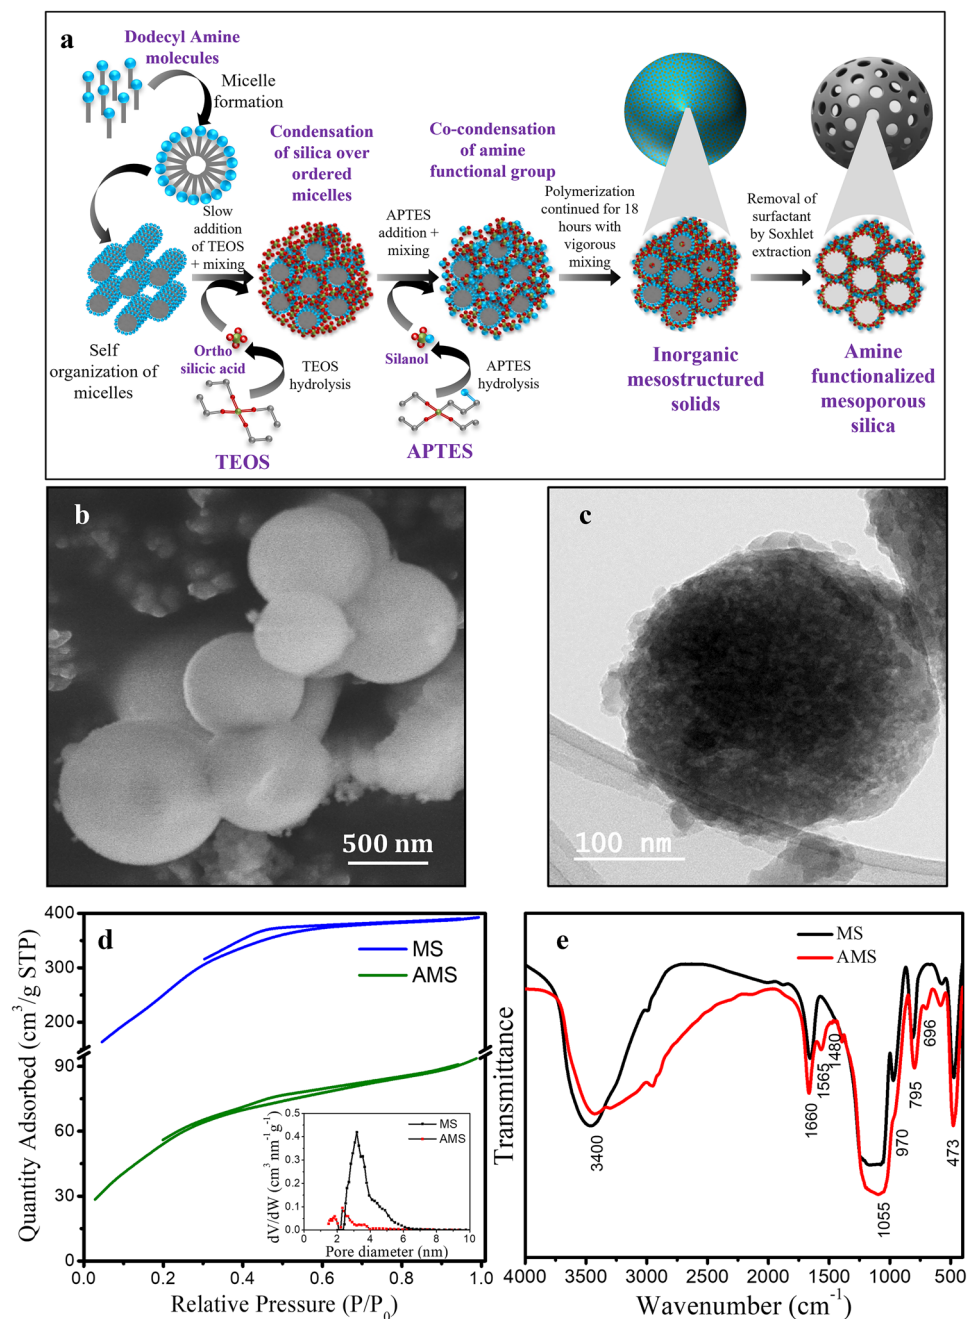 a
Dodecyl Amine
molecules
Micelle
formation
Condensation
of silica over
ordered
micelles
Co-condensation
of amine
functional group
Slow
addition
of TEOS
+ mixing
APTES
addition +
mixing
Polymerization
continued for 18
hours with
vigorous
mixing
Removal of
surfactant
by Soxhlet
extraction
Self
organization of
micelles
Ortho
silicic acid
TEOS
hydrolysis
TEOS
Silanol
APTES
hydrolysis
APTES
Inorganic
mesostructured
solids
Amine
functionalized
mesoporous
silica
b
500 nm
c
100 nm
d
MS
AMS
Quantity Adsorbed (cm³/g STP)
400
300
200
90
60
30
0
0.0 0.2 0.4 0.6 0.8 1.0
Relative Pressure (P/P₀)
MS
AMS
dV/dW (cm³ nm⁻¹ g⁻¹)
0.5
0.4
0.3
0.2
0.1
0.0
0 2 4 6 8 10
Pore diameter (nm)
e
MS
AMS
Transmittance
3400
1660
1565
1480
1055
970
795
696
473
4000 3500 3000 2500 2000 1500 1000 500
Wavenumber (cm⁻¹)